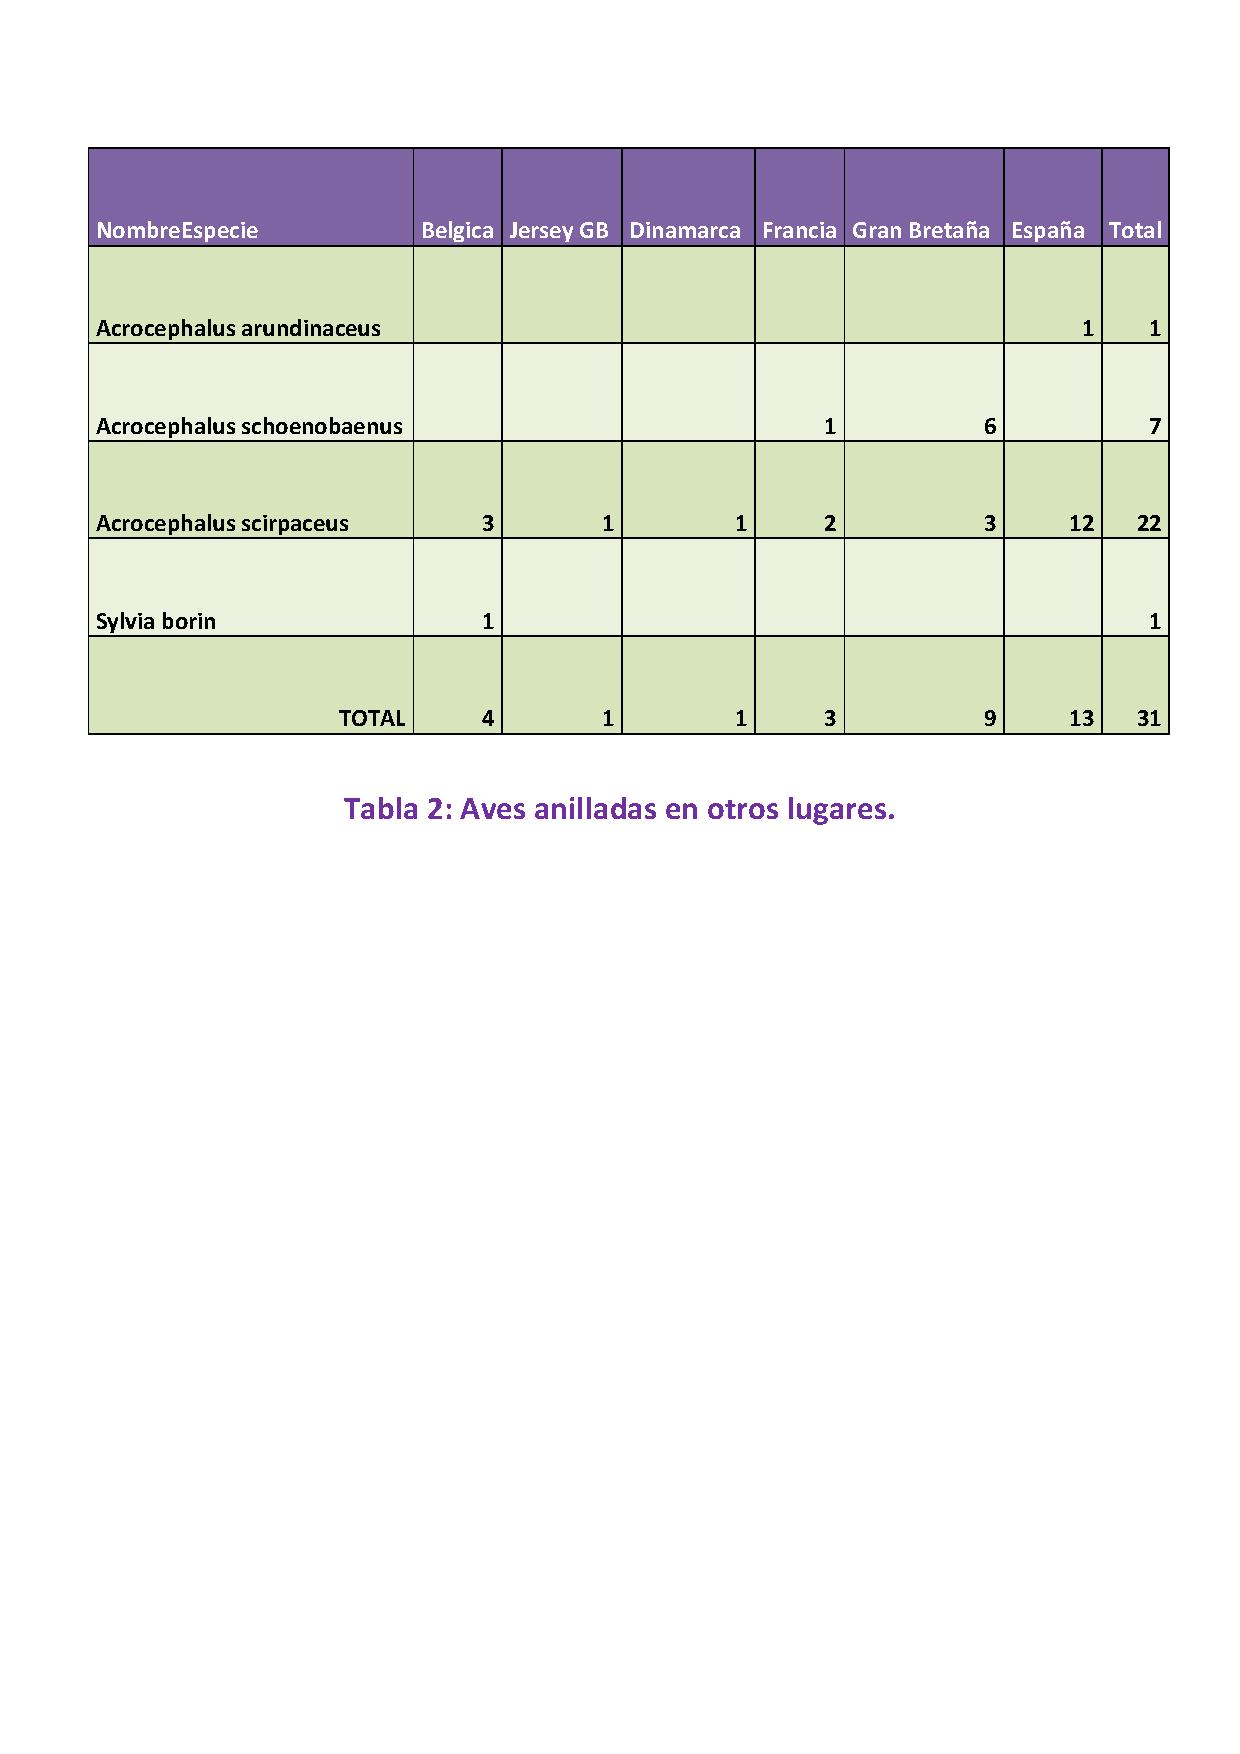 NombreEspecie Belgica Jersey GB Dinamarca Francia Gran Bretaña España Total
Acrocephalus arundinaceus 1 1
Acrocephalus schoenobaenus 1 6 7
Acrocephalus scirpaceus 3 1 1 2 3 12 22
Sylvia borin 1 1
TOTAL 4 1 1 3 9 13 31
Tabla 2: Aves anilladas en otros lugares.